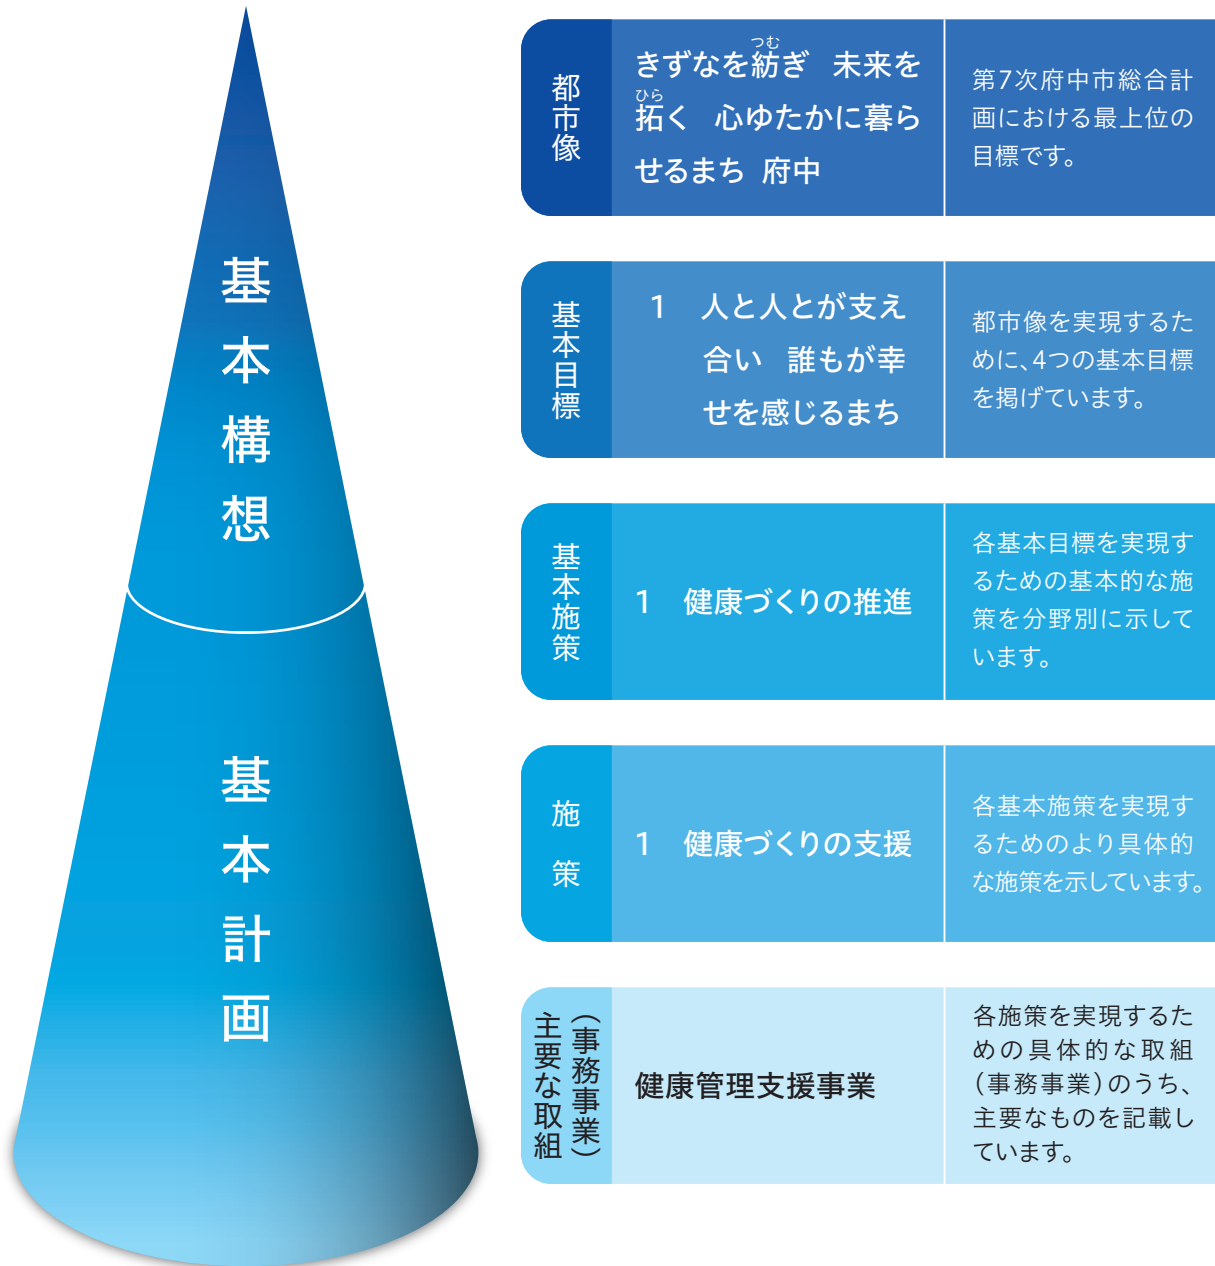 基本構想
基本計画
都市像
きずなを紡ぎ 未来を
つむ
拓く 心ゆたかに暮ら
ひら
せるまち 府中
第7次府中市総合計
画における最上位の
目標です。
基本目標
1 人と人とが支え
合い 誰もが幸
せを感じるまち
都市像を実現するた
めに、4つの基本目標
を掲げています。
基本施策
1 健康づくりの推進
各基本目標を実現す
るための基本的な施
策を分野別に示して
います。
施策
1 健康づくりの支援
各基本施策を実現す
るためのより具体的
な施策を示しています。
主要な取組
（事務事業）
健康管理支援事業
各施策を実現するた
めの具体的な取組
（事務事業）のうち、
主要なものを記載し
ています。